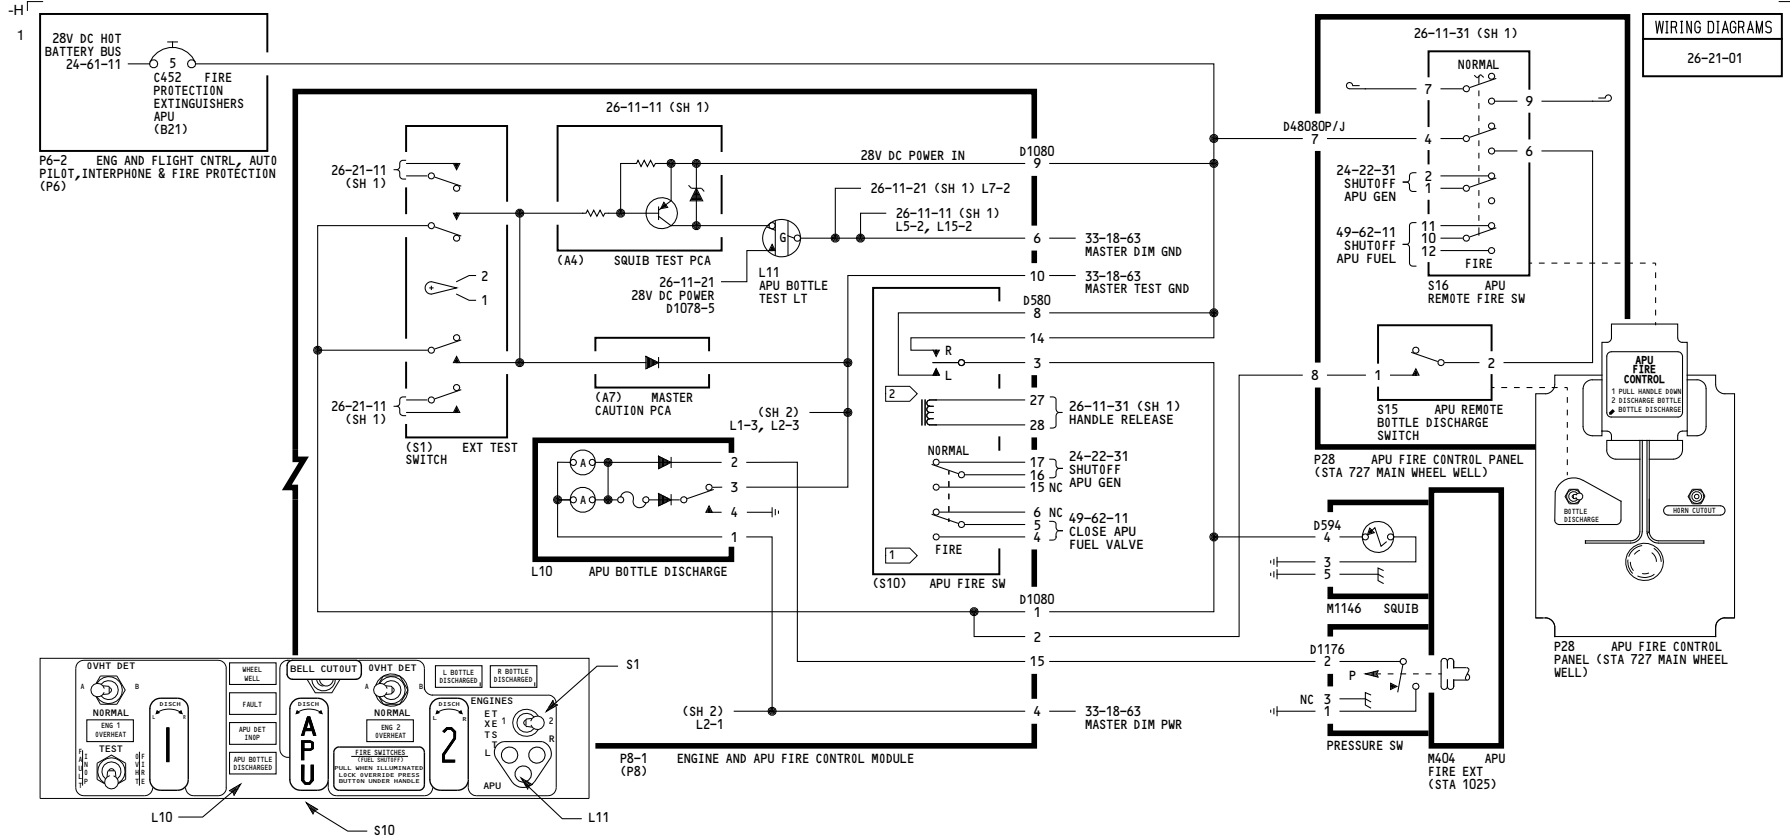 -H
1
28V DC HOT
BATTERY BUS
24-61-11
5
C452 FIRE
PROTECTION
EXTINGUISHERS
APU
(B21)
P6-2 ENG AND FLIGHT CNTRL, AUTO
PILOT,INTERPHONE & FIRE PROTECTION
(P6)
26-11-11 (SH 1)
26-21-11
(SH 1)
2
1
26-21-11
(SH 1)
(S1) EXT TEST
SWITCH
(A4) SQUIB TEST PCA
28V DC POWER IN
D1080
9
26-11-21 (SH 1) L7-2
26-11-11 (SH 1)
L5-2, L15-2
G
6
33-18-63
MASTER DIM GND
26-11-21
28V DC POWER
D1078-5
L11
APU BOTTLE
TEST LT
10
33-18-63
MASTER TEST GND
D580
8
14
3
R
L
(A7) MASTER
CAUTION PCA
(SH 2)
L1-3, L2-3
2
27
28
26-11-31 (SH 1)
HANDLE RELEASE
NORMAL
17
16
15 NC
24-22-31
SHUTOFF
APU GEN
6 NC
5
4
49-62-11
CLOSE APU
FUEL VALVE
FIRE
1
(S10) APU FIRE SW
A
A
2
3
4
1
L10 APU BOTTLE DISCHARGE
D1080
1
2
15
4
(SH 2)
L2-1
33-18-63
MASTER DIM PWR
P8-1 ENGINE AND APU FIRE CONTROL MODULE
(P8)
26-11-31 (SH 1)
NORMAL
7
9
D48080P/J
7
4
6
24-22-31
SHUTOFF
APU GEN
2
1
49-62-11
SHUTOFF
APU FUEL
11
10
12
FIRE
S16 APU
REMOTE FIRE SW
8
1
2
S15 APU REMOTE
BOTTLE DISCHARGE
SWITCH
P28 APU FIRE CONTROL PANEL
(STA 727 MAIN WHEEL WELL)
WIRING DIAGRAMS
26-21-01
APU
FIRE
CONTROL
1 PULL HANDLE DOWN
2 DISCHARGE BOTTLE
BOTTLE DISCHARGE
BOTTLE
DISCHARGE
HORN CUTOUT
P28 APU FIRE CONTROL
PANEL (STA 727 MAIN WHEEL
WELL)
D594
4
3
5
M1146 SQUIB
D1176
2
P
NC 3
1
PRESSURE SW
M404 APU
FIRE EXT
(STA 1025)
OVHT DET
A
B
NORMAL
ENG 1
OVERHEAT
TEST
FAULT
INOP
OVHT
FIRE
DISCH
L R
1
WHEEL
WELL
FAULT
APU DET
INOP
APU BOTTLE
DISCHARGED
BELL CUTOUT
DISCH
APU
OVHT DET
A
B
NORMAL
ENG 2
OVERHEAT
FIRE SWITCHES
(FUEL SHUTOFF)
PULL WHEN ILLUMINATED
LOCK OVERRIDE PRESS
BUTTON UNDER HANDLE
DISCH
L R
2
L BOTTLE
DISCHARGED
R BOTTLE
DISCHARGED
ENGINES
EXT
TEST
1
2
L
R
APU
S1
L10
S10
L11